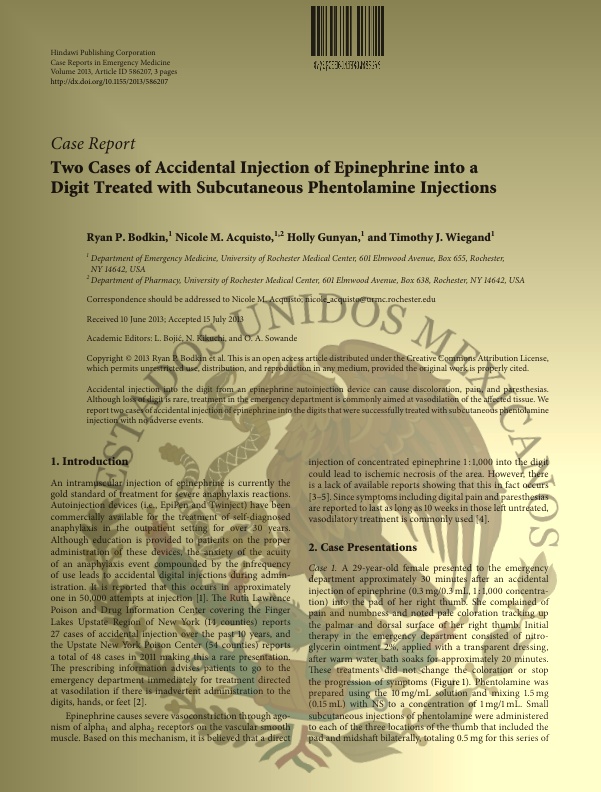 Hindawi Publishing Corporation
Case Reports in Emergency Medicine
Volume 2013, Article ID 586207, 3 pages
http://dx.doi.org/10.1155/2013/586207
Case Report
Two Cases of Accidental Injection of Epinephrine into a
Digit Treated with Subcutaneous Phentolamine Injections
Ryan P. Bodkin,1 Nicole M. Acquisto,1,2 Holly Gunyan,1 and Timothy J. Wiegand1
1 Department of Emergency Medicine, University of Rochester Medical Center, 601 Elmwood Avenue, Box 655, Rochester,
NY 14642, USA
2 Department of Pharmacy, University of Rochester Medical Center, 601 Elmwood Avenue, Box 638, Rochester, NY 14642, USA
Correspondence should be addressed to Nicole M. Acquisto, nicole_acquisto@urmc.rochester.edu
Received 10 June 2013; Accepted 15 July 2013
Academic Editors: L. Bojić, N. Kikuchi, and O. A. Sowande
Copyright © 2013 Ryan P. Bodkin et al. This is an open access article distributed under the Creative Commons Attribution License,
which permits unrestricted use, distribution, and reproduction in any medium, provided the original work is properly cited.
Accidental injection into the digit from an epinephrine autoinjection device can cause discoloration, pain, and paresthesias.
Although loss of digit is rare, treatment in the emergency department is commonly aimed at vasodilation of the affected tissue. We
report two cases of accidental injection of epinephrine into the digits that were successfully treated with subcutaneous phentolamine
injection with no adverse events.
1. Introduction
An intramuscular injection of epinephrine is currently the
gold standard of treatment for severe anaphylaxis reactions.
Autoinjection devices (i.e., EpiPen and Twinject) have been
commercially available for the treatment of self-diagnosed
anaphylaxis in the outpatient setting for over 30 years.
Although education is provided to patients on the proper
administration of these devices, the anxiety of the acuity
of an anaphylaxis event compounded by the infrequency
of use leads to accidental digital injections during admin-
istration. It is reported that this occurs in approximately
one in 50,000 attempts at injection [1]. The Ruth Lawrence
Poison and Drug Information Center covering the Finger
Lakes Upstate Region of New York (11 counties) reports
27 cases of accidental injection over the past 10 years, and
the Upstate New York Poison Center (54 counties) reports
a total of 48 cases in 2011 making this a rare presentation.
The prescribing information advises patients to go to the
emergency department immediately for treatment directed
at vasodilation if there is inadvertent administration to the
digits, hands, or feet [2].
Epinephrine causes severe vasoconstriction through ago-
nism of alpha1 and alpha2 receptors on the vascular smooth
muscle. Based on this mechanism, it is believed that a direct
injection of concentrated epinephrine 1:1,000 into the digit
could lead to ischemic necrosis of the area. However, there
is a lack of available reports showing that this in fact occurs
[3–5]. Since symptoms including digital pain and paresthesias
are reported to last as long as 10 weeks in those left untreated,
vasodilatory treatment is commonly used [4].
2. Case Presentations
Case 1. A 29-year-old female presented to the emergency
department approximately 30 minutes after an accidental
injection of epinephrine (0.3 mg/0.3 mL, 1:1,000 concentra-
tion) into the pad of her right thumb. She complained of
pain and numbness and noted pale coloration tracking up the
palmar and dorsal surface of her right thumb. Initial
therapy in the emergency department consisted of nitro-
glycerin ointment 2%, applied with a transparent dressing,
after warm water bath soaks for approximately 20 minutes.
These treatments did not change the coloration or stop
the progression of symptoms (Figure 1). Phentolamine was
prepared using the 10 mg/mL solution and mixing 1.5 mg
(0.15 mL) with NS to a concentration of 1 mg/1 mL. Small
subcutaneous injections of phentolamine were administered
to each of the three locations of the thumb that included the
pad and midshaft bilaterally, totaling 0.5 mg for this series of
ESTADOS UNIDOS MEXICANOS